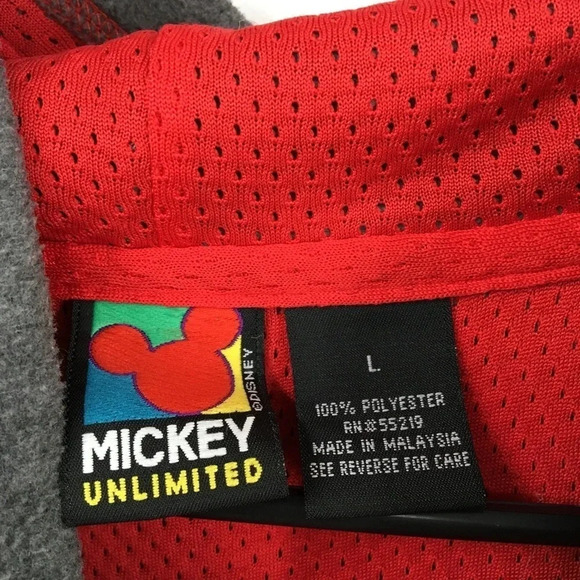 ©DISNEY
MICKEY
UNLIMITED
L
100% POLYESTER
RN#55219
MADE IN MALAYSIA
SEE REVERSE FOR CARE